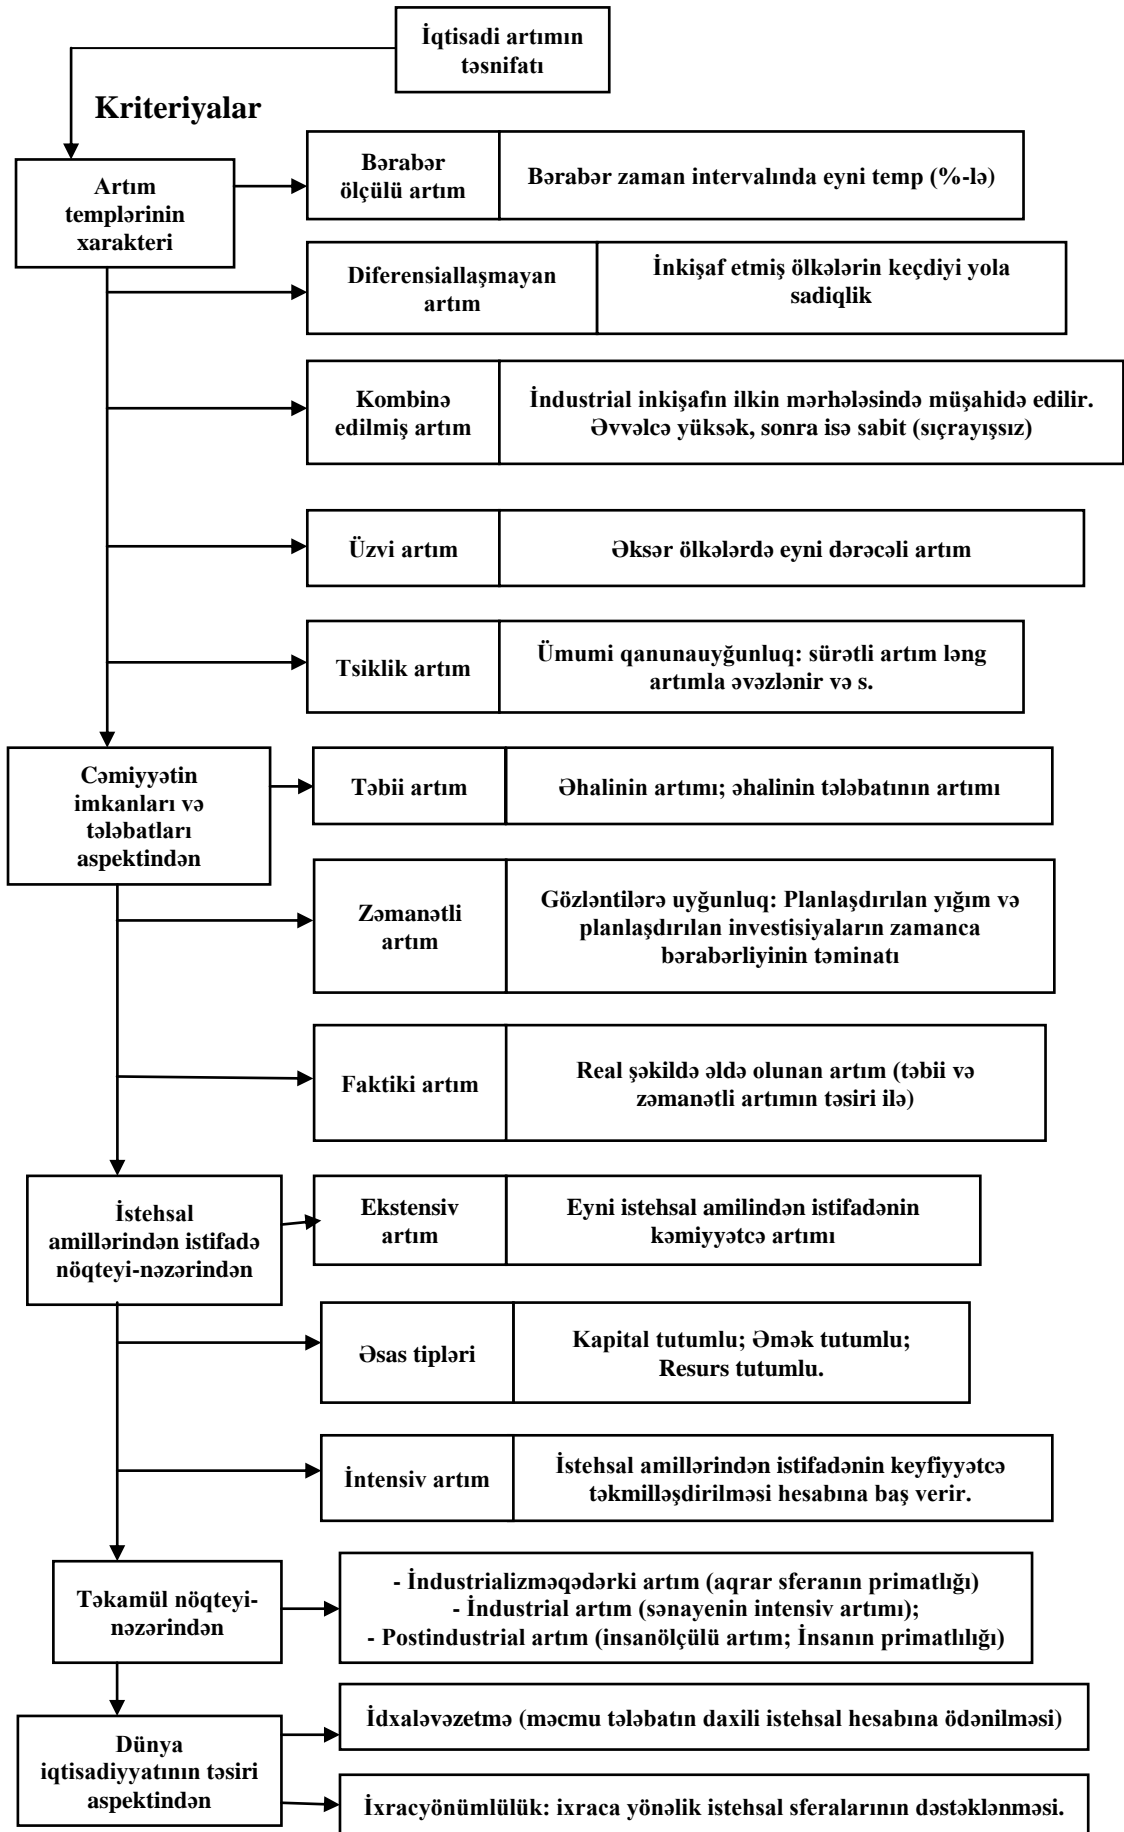 İqtisadi artımın
təsnifatı
Kriteriyalar
Artım
templərinin
xarakteri
Bərabər
ölçülü artım
Bərabər zaman intervalında eyni temp (%-lə)
Diferensiallaşmayan
artım
İnkişaf etmiş ölkələrin keçdiyi yola
sadiqlik
Kombinə
edilmiş artım
İndustrial inkişafın ilkin mərhələsində müşahidə edilir.
Əvvəlcə yüksək, sonra isə sabit (sıçrayışsız)
Üzvi artım
Əksər ölkələrdə eyni dərəcəli artım
Tsiklik artım
Ümumi qanunauyğunluq: sürətli artım ləng
artımla əvəzlənir və s.
Cəmiyyətin
imkanları və
tələbatları
aspektindən
Təbii artım
Əhalinin artımı; əhalinin tələbatının artımı
Zəmanətli
artım
Gözləntilərə uyğunluq: Planlaşdırılan yığım və
planlaşdırılan investisiyaların zamanca
bərabərliyinin təminatı
Faktiki artım
Real şəkildə əldə olunan artım (təbii və
zəmanətli artımın təsiri ilə)
İstehsal
amillərindən istifadə
nöqteyi-nəzərindən
Ekstensiv
artım
Eyni istehsal amilindən istifadənin
kəmiyyətcə artımı
Əsas tipləri
Kapital tutumlu; Əmək tutumlu;
Resurs tutumlu.
İntensiv artım
İstehsal amillərindən istifadənin keyfiyyətcə
təkmilləşdirilməsi hesabına baş verir.
Təkamül nöqteyi-
nəzərindən
- İndustrializməqədərki artım (aqrar sferanın primatlığı)
- İndustrial artım (sənayenin intensiv artımı);
- Postindustrial artım (insanölçülü artım; İnsanın primatlılığı)
Dünya
iqtisadiyyatının təsiri
aspektindən
İdxaləvəzetmə (məcmu tələbatın daxili istehsal hesabına ödənilməsi)
İxracyönümlülük: ixraca yönəlik istehsal sferalarının dəstəklənməsi.